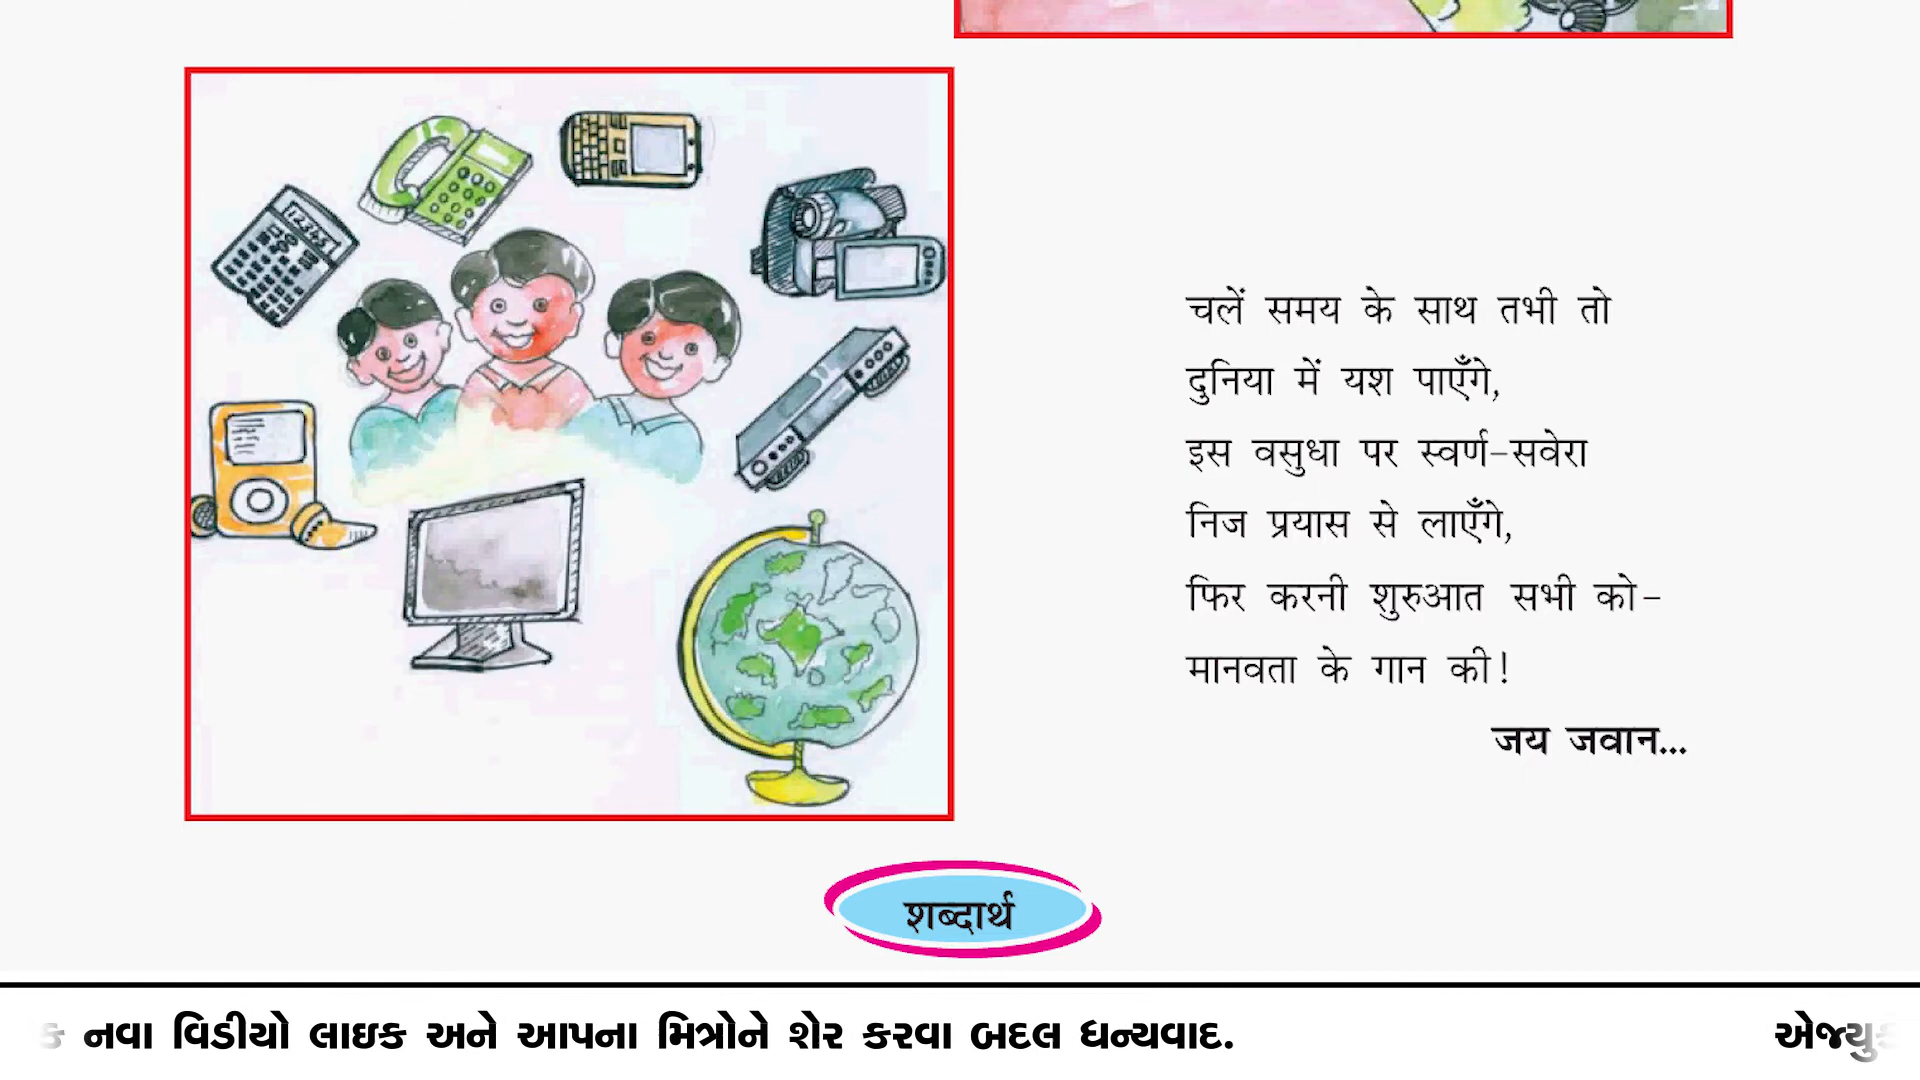 12345
चलें समय के साथ तभी तो
दुनिया में यश पाएँगे,
इस वसुधा पर स्वर्ण-सवेरा
निज प्रयास से लाएँगे,
फिर करनी शुरुआत सभी को-
मानवता के गान की!
जय जवान...
शब्दार्थ
નવા વિડીયો લાઇક અને આપના મિત્રોને શેર કરવા બદલ ધન્યવાદ.